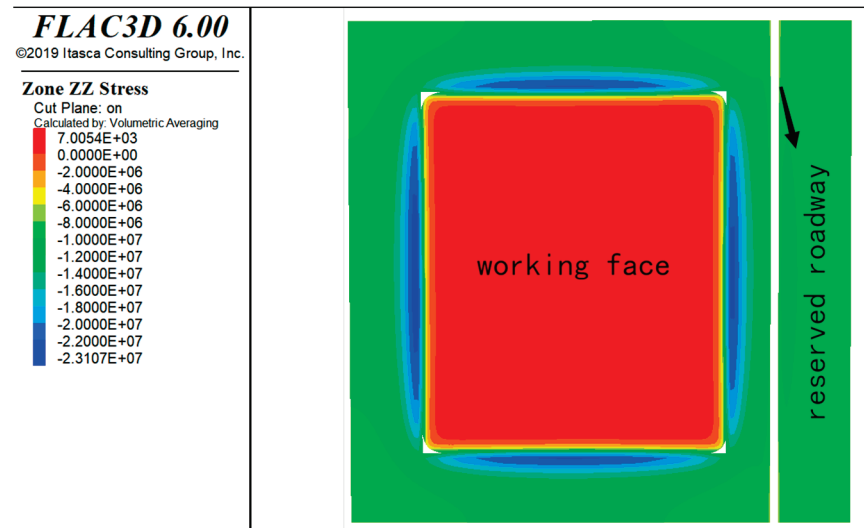 FLAC3D 6.00
©2019 Itasca Consulting Group, Inc.
Zone ZZ Stress
Cut Plane: on
Calculated by: Volumetric Averaging
7.0054E+03
0.0000E+00
-2.0000E+06
-4.0000E+06
-6.0000E+06
-8.0000E+06
-1.0000E+07
-1.2000E+07
-1.4000E+07
-1.6000E+07
-1.8000E+07
-2.0000E+07
-2.2000E+07
-2.3107E+07
working face
reserved roadway